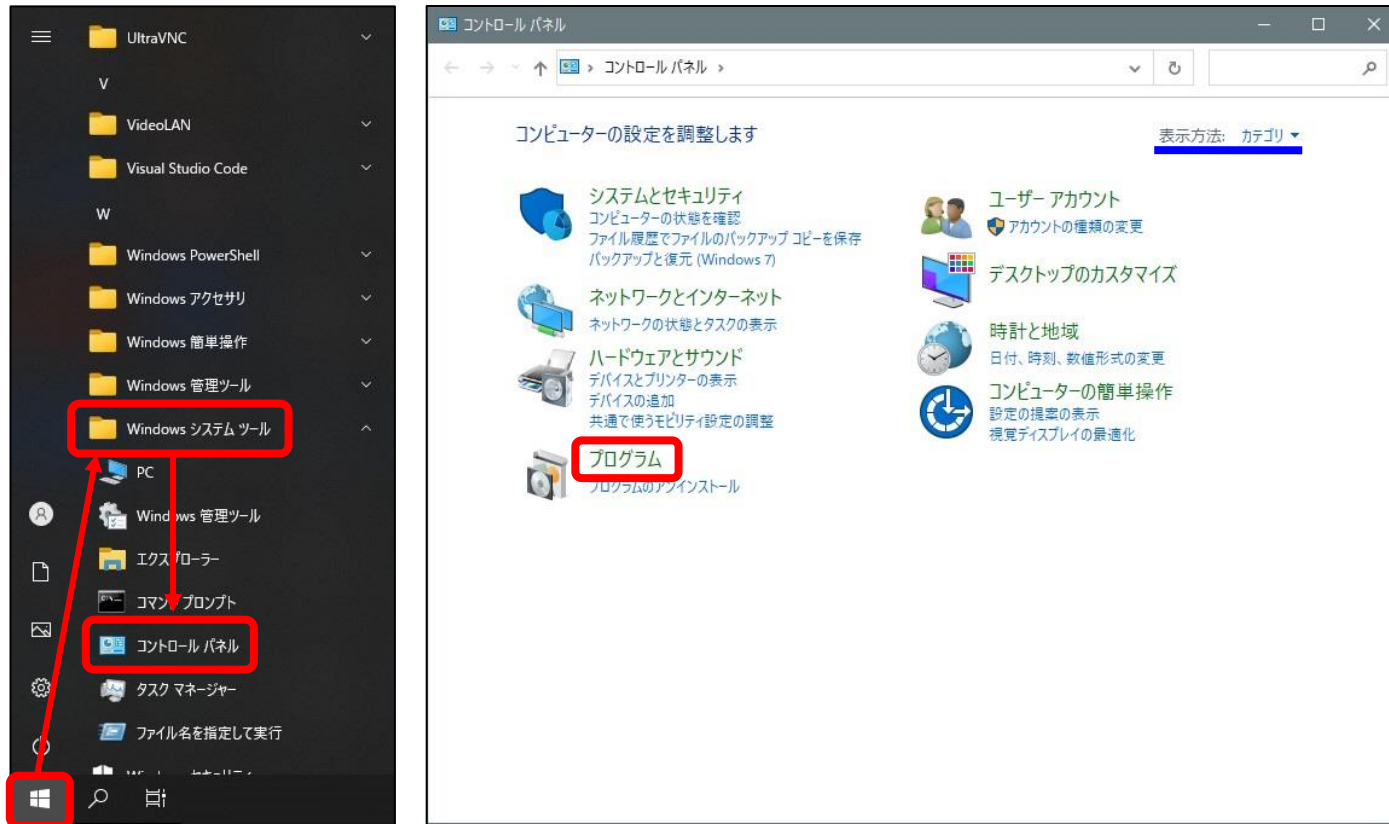 UltraVNC
V
VideoLAN
Visual Studio Code
W
Windows PowerShell
Windows アクセサリ
Windows 簡単操作
Windows 管理ツール
Windows システム ツール
PC
Windows 管理ツール
エクスプローラー
コマンド プロンプト
コントロール パネル
タスク マネージャー
ファイル名を指定して実行
コントロール パネル
コントロール パネル
コンピューターの設定を調整します
表示方法: カテゴリ
システムとセキュリティ
コンピューターの状態を確認
ファイル履歴でファイルのバックアップ コピーを保存
バックアップと復元 (Windows 7)
ネットワークとインターネット
ネットワークの状態とタスクの表示
ハードウェアとサウンド
デバイスとプリンターの表示
デバイスの追加
共通で使うモビリティ設定の調整
プログラム
プログラムのアンインストール
ユーザー アカウント
アカウントの種類の変更
デスクトップのカスタマイズ
時計と地域
日付、時刻、数値形式の変更
コンピューターの簡単操作
設定の提案の表示
視覚ディスプレイの最適化